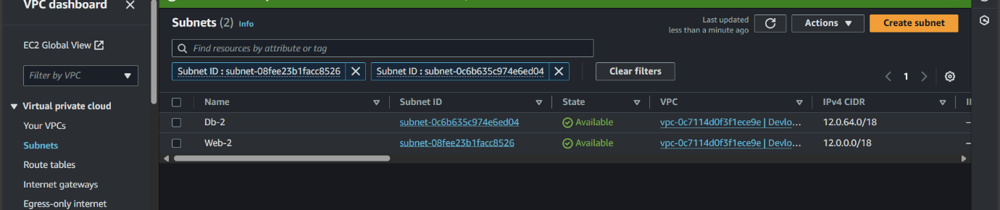 VPC dashboard
EC2 Global View
Filter by VPC
Virtual private cloud
Your VPCs
Subnets
Route tables
Internet gateways
Egress-only internet
Subnets (2) Info
Last updated
less than a minute ago
Actions
Create subnet
Find resources by attribute or tag
Subnet ID : subnet-08fee23b1facc8526
Subnet ID : subnet-0c6b635c974e6ed04
Clear filters
1
Name Subnet ID State VPC IPv4 CIDR
Db-2 subnet-0c6b635c974e6ed04 Available vpc-0c7114d0f3f1ece9e | Devlo... 12.0.64.0/18 –
Web-2 subnet-08fee23b1facc8526 Available vpc-0c7114d0f3f1ece9e | Devlo... 12.0.0.0/18 –